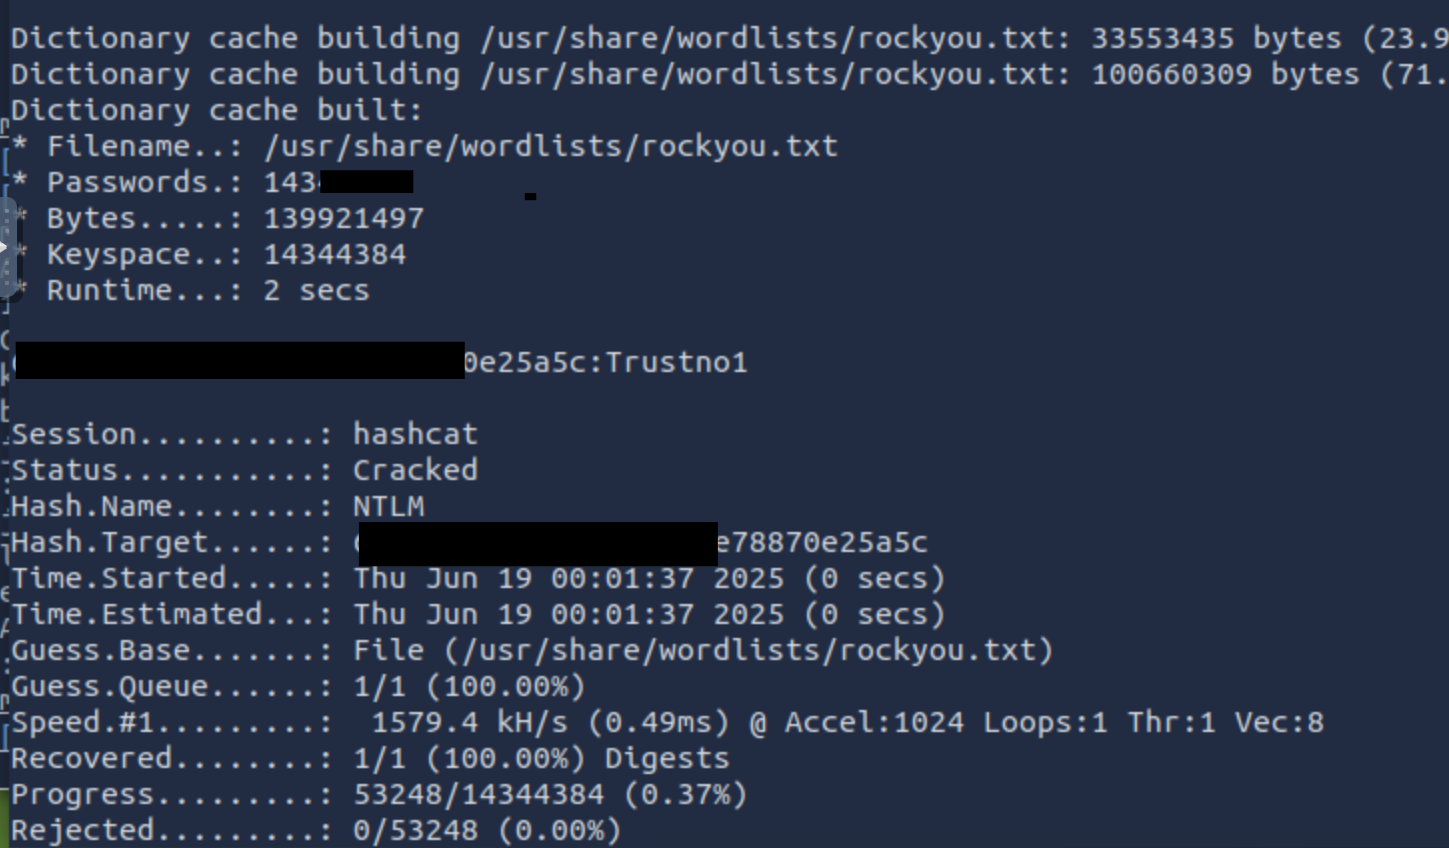 Dictionary cache building /usr/share/wordlists/rockyou.txt: 33553435 bytes (23.9
Dictionary cache building /usr/share/wordlists/rockyou.txt: 100660309 bytes (71.
Dictionary cache built:
* Filename..: /usr/share/wordlists/rockyou.txt
* Passwords.: 143
* Bytes.....: 139921497
* Keyspace..: 14344384
* Runtime...: 2 secs
0e25a5c:Trustno1
Session..........: hashcat
Status...........: Cracked
Hash.Name........: NTLM
Hash.Target......: e78870e25a5c
Time.Started.....: Thu Jun 19 00:01:37 2025 (0 secs)
Time.Estimated...: Thu Jun 19 00:01:37 2025 (0 secs)
Guess.Base.......: File (/usr/share/wordlists/rockyou.txt)
Guess.Queue......: 1/1 (100.00%)
Speed.#1.........:  1579.4 kH/s (0.49ms) @ Accel:1024 Loops:1 Thr:1 Vec:8
Recovered........: 1/1 (100.00%) Digests
Progress.........: 53248/14344384 (0.37%)
Rejected.........: 0/53248 (0.00%)